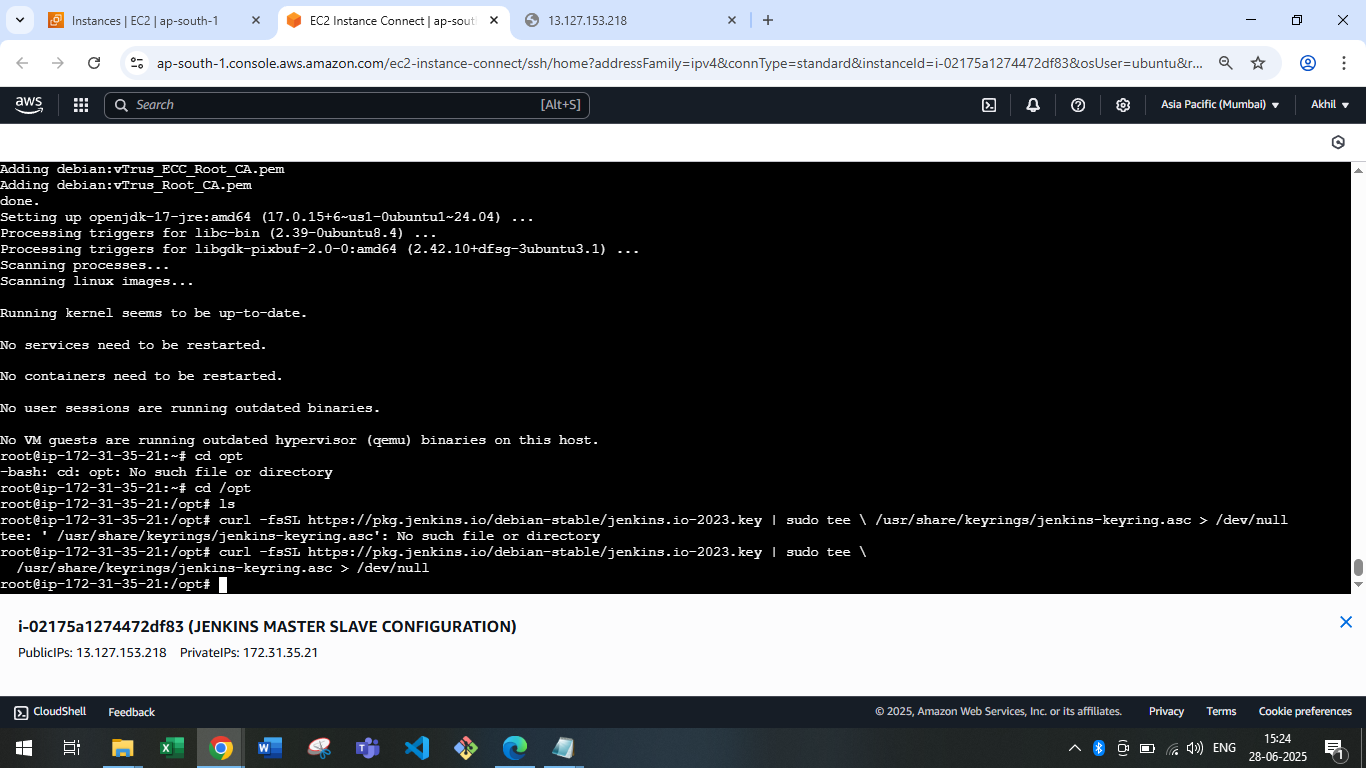 Instances | EC2 | ap-south-1
EC2 Instance Connect | ap-sout
13.127.153.218
ap-south-1.console.aws.amazon.com/ec2-instance-connect/ssh/home?addressFamily=ipv4&connType=standard&instanceId=i-02175a1274472df83&osUser=ubuntu&r...
aws
Search
[Alt+S]
Asia Pacific (Mumbai)
Akhil
Adding debian:vTrus_ECC_Root_CA.pem
Adding debian:vTrus_Root_CA.pem
done.
Setting up openjdk-17-jre:amd64 (17.0.15+6~us1-0ubuntu1~24.04) ...
Processing triggers for libc-bin (2.39-0ubuntu8.4) ...
Processing triggers for libgdk-pixbuf-2.0-0:amd64 (2.42.10+dfsg-3ubuntu3.1) ...
Scanning processes...
Scanning linux images...
Running kernel seems to be up-to-date.
No services need to be restarted.
No containers need to be restarted.
No user sessions are running outdated binaries.
No VM guests are running outdated hypervisor (qemu) binaries on this host.
root@ip-172-31-35-21:~# cd opt
-bash: cd: opt: No such file or directory
root@ip-172-31-35-21:~# cd /opt
root@ip-172-31-35-21:/opt# ls
root@ip-172-31-35-21:/opt# curl -fsSL https://pkg.jenkins.io/debian-stable/jenkins.io-2023.key | sudo tee \ /usr/share/keyrings/jenkins-keyring.asc > /dev/null
tee: ' /usr/share/keyrings/jenkins-keyring.asc': No such file or directory
root@ip-172-31-35-21:/opt# curl -fsSL https://pkg.jenkins.io/debian-stable/jenkins.io-2023.key | sudo tee \
  /usr/share/keyrings/jenkins-keyring.asc > /dev/null
root@ip-172-31-35-21:/opt#
i-02175a1274472df83 (JENKINS MASTER SLAVE CONFIGURATION)
PublicIPs: 13.127.153.218 PrivateIPs: 172.31.35.21
CloudShell
Feedback
© 2025, Amazon Web Services, Inc. or its affiliates.
Privacy
Terms
Cookie preferences
ENG
15:24
28-06-2025
1